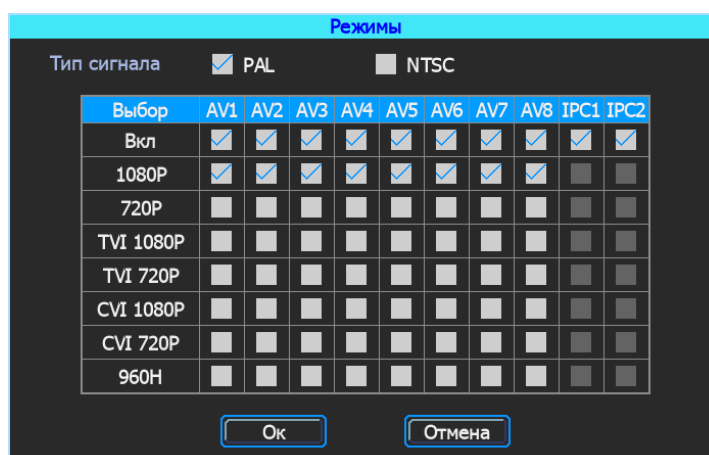 Режимы
Тип сигнала PAL NTSC
Выбор AV1 AV2 AV3 AV4 AV5 AV6 AV7 AV8 IPC1 IPC2
Вкл
1080P
720P
TVI 1080P
TVI 720P
CVI 1080P
CVI 720P
960H
Ок Отмена